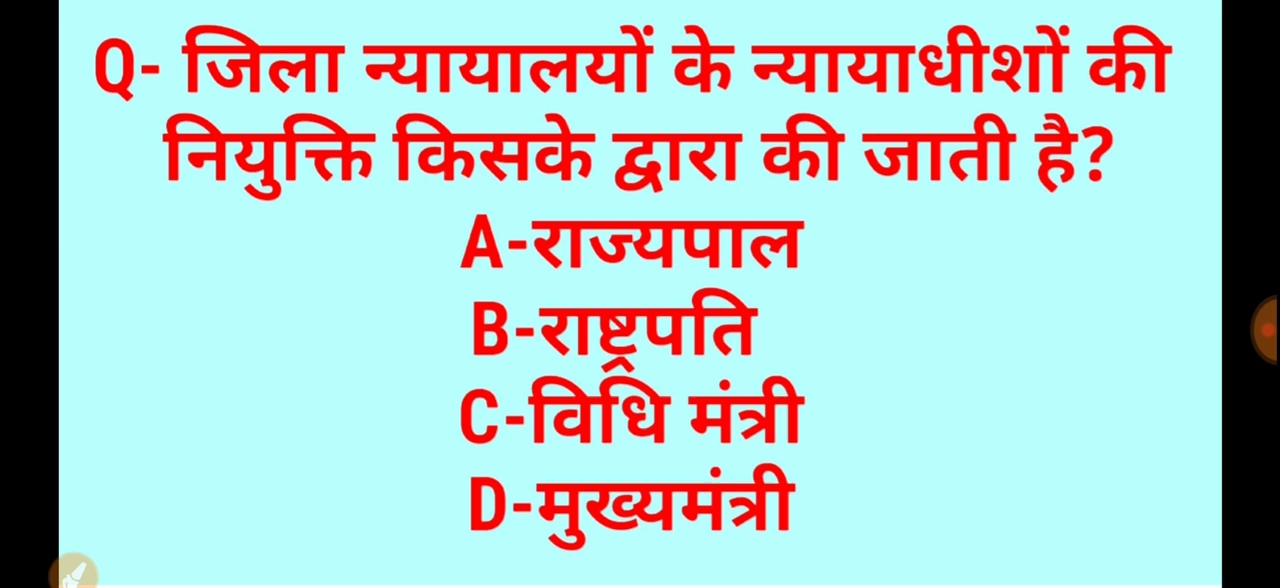 Q- जिला न्यायालयों के न्यायाधीशों की
नियुक्ति किसके द्वारा की जाती है?
A-राज्यपाल
B-राष्ट्रपति
C-विधि मंत्री
D-मुख्यमंत्री